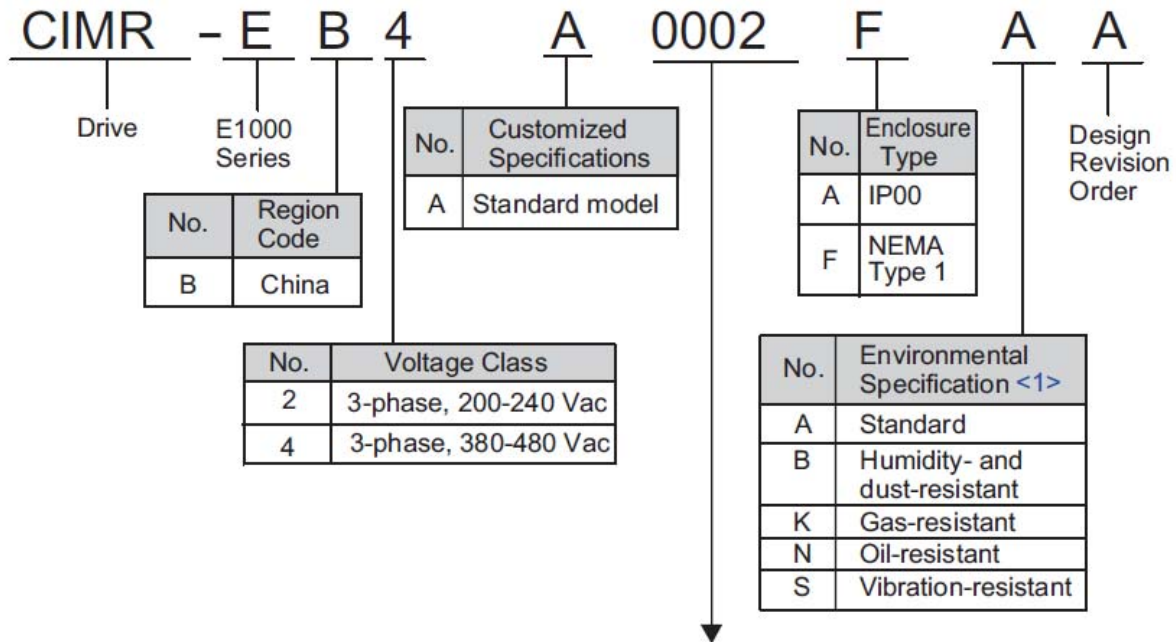 CIMR - E B 4 A 0002 F A A
Drive
E1000
Series
No. Region
Code
B China
No. Customized
Specifications
A Standard model
No. Enclosure
Type
A IP00
F NEMA
Type 1
Design
Revision
Order
No. Voltage Class
2 3-phase, 200-240 Vac
4 3-phase, 380-480 Vac
No. Environmental
Specification <1>
A Standard
B Humidity- and
dust-resistant
K Gas-resistant
N Oil-resistant
S Vibration-resistant